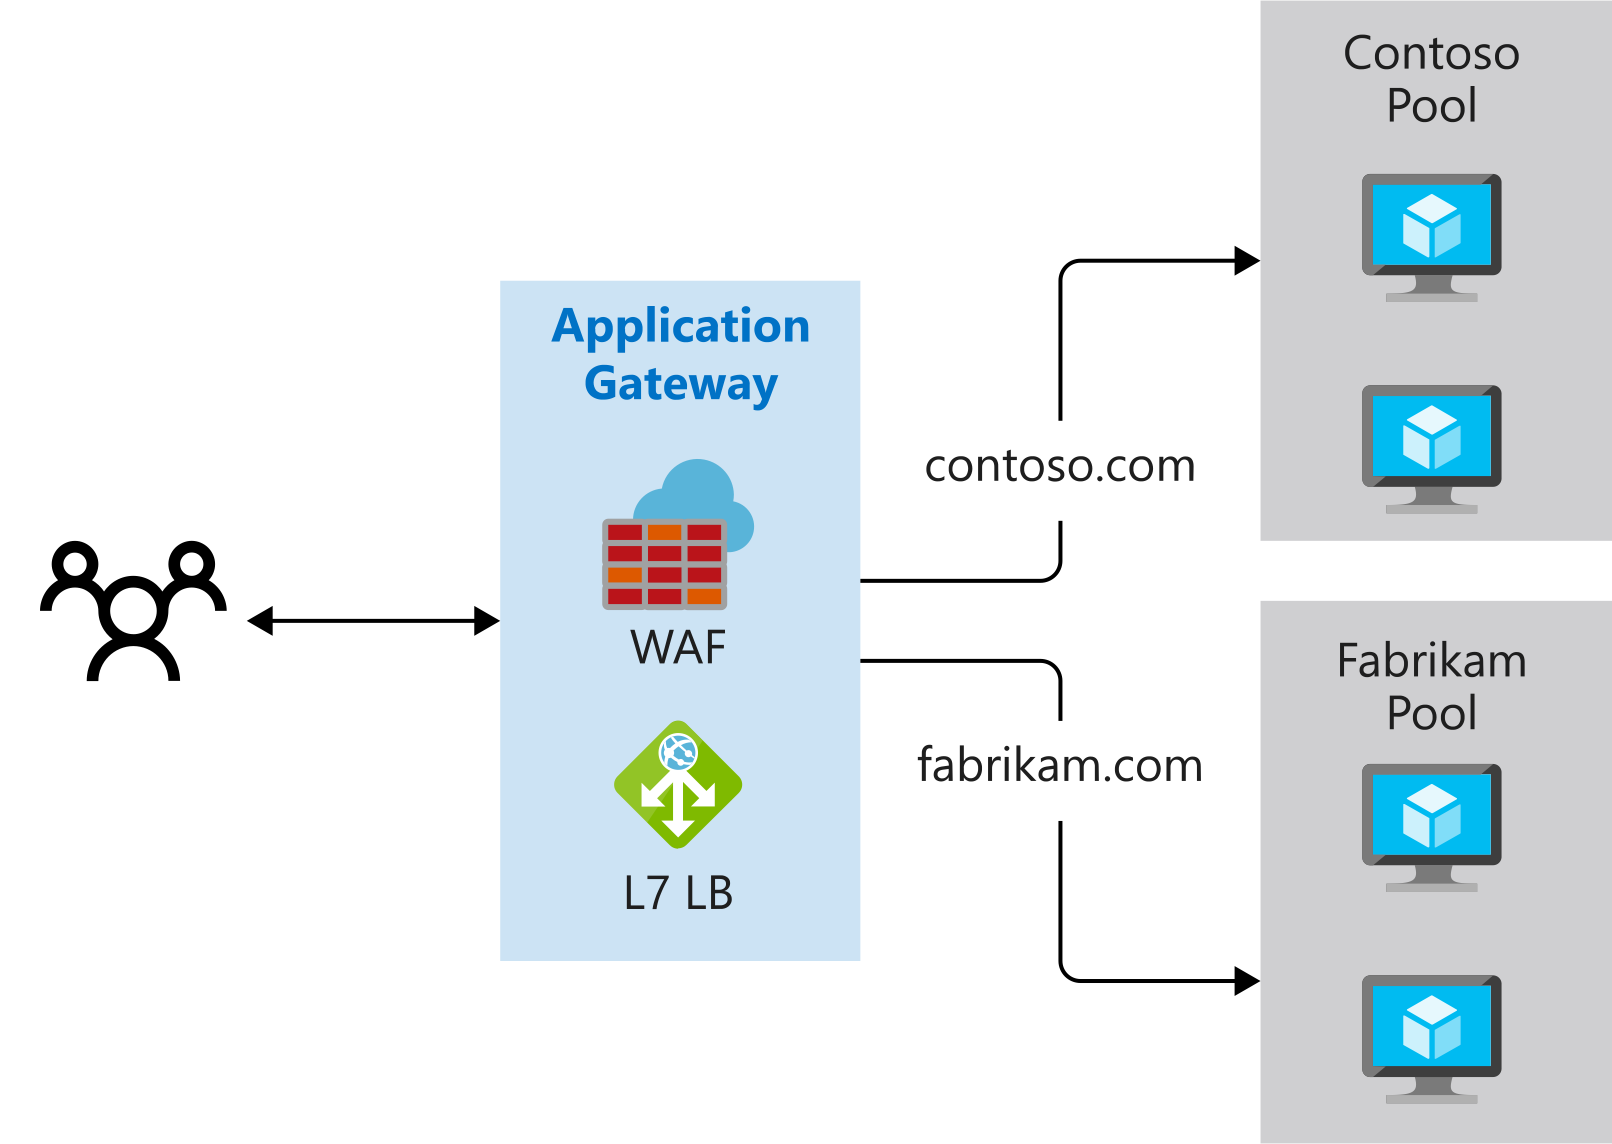 Application
Gateway
WAF
L7 LB
contoso.com
fabrikam.com
Contoso
Pool
Fabrikam
Pool